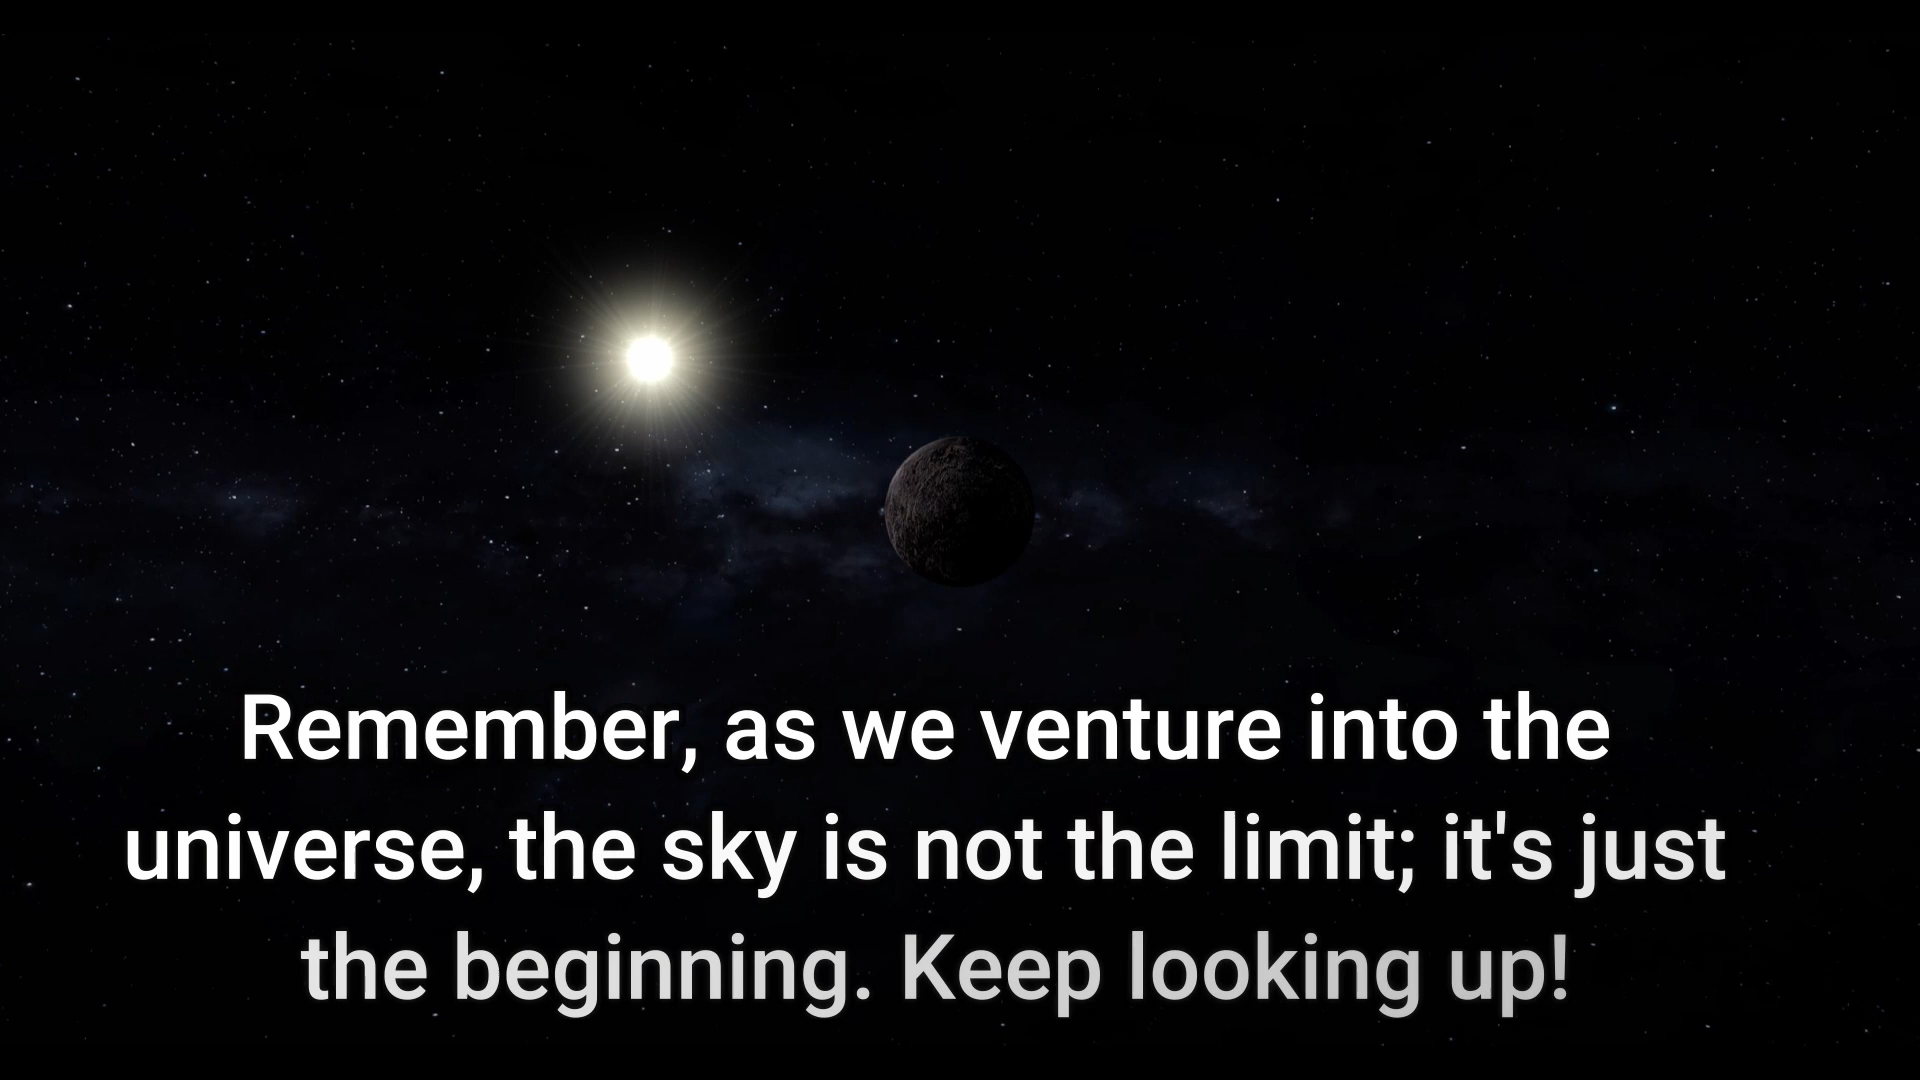 Remember, as we venture into the
universe, the sky is not the limit; it's just
the beginning. Keep looking up!